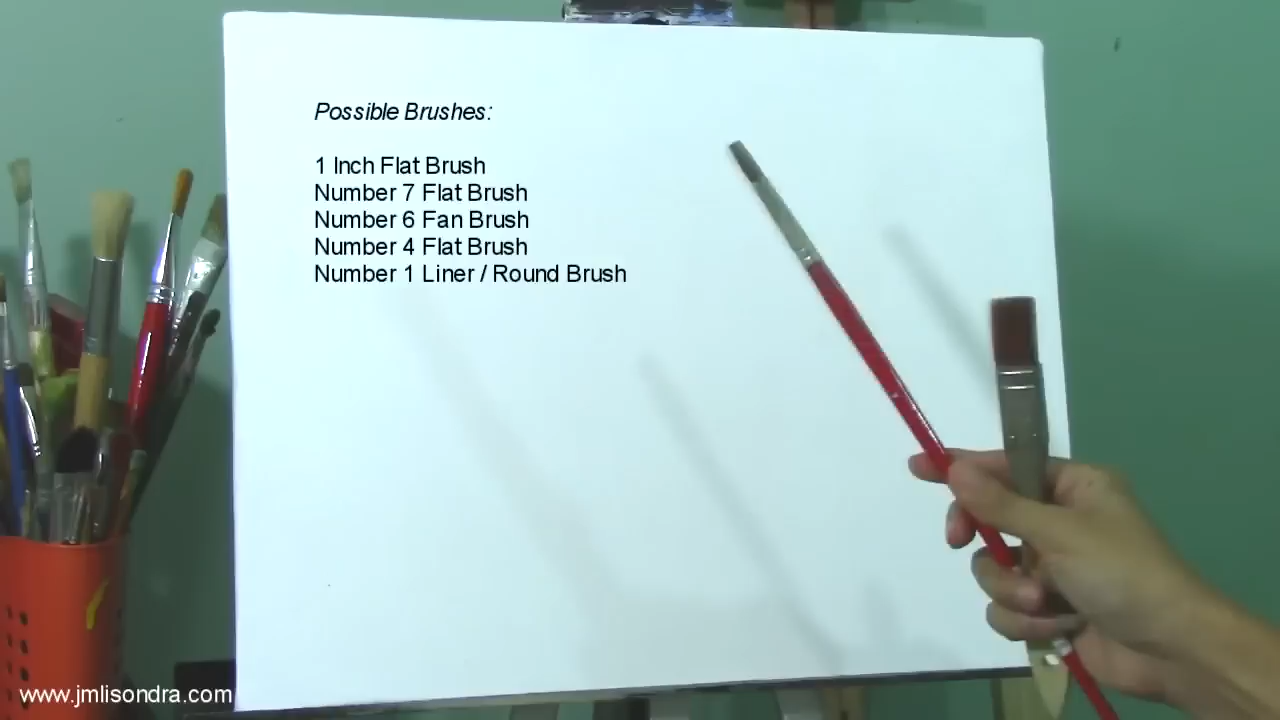 Possible Brushes:
1 Inch Flat Brush
Number 7 Flat Brush
Number 6 Fan Brush
Number 4 Flat Brush
Number 1 Liner / Round Brush
www.jmlisondra.com